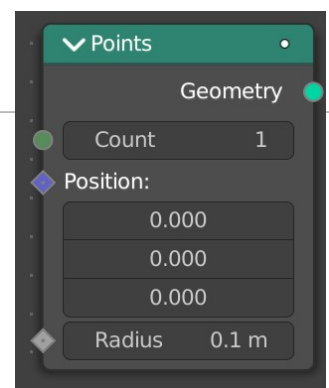 Points
Geometry
Count 1
Position:
0.000
0.000
0.000
Radius 0.1 m